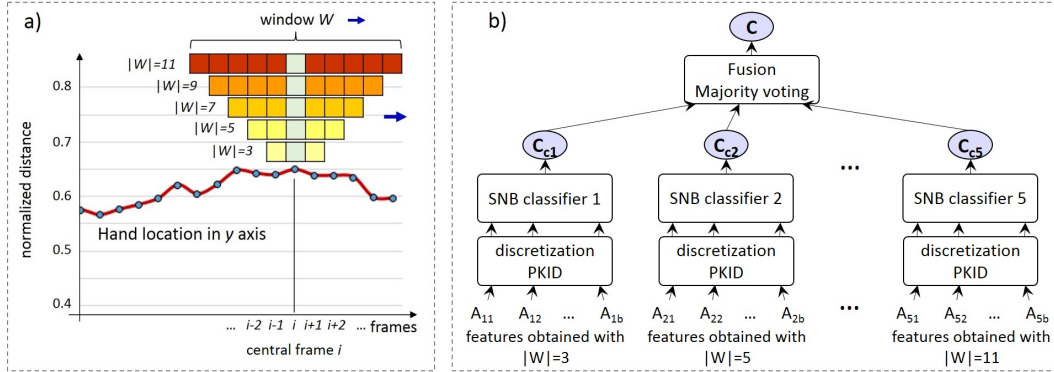 a)
window W
|W|=11
|W|=9
|W|=7
|W|=5
|W|=3
0.8
0.7
0.6
0.5
0.4
normalized distance
Hand location in y axis
... i-2 i-1 i i+1 i+2 ... frames
central frame i
b)
C
Fusion
Majority voting
Cc1 Cc2 ... Cc5
SNB classifier 1 SNB classifier 2 SNB classifier 5
discretization discretization discretization
PKID PKID PKID
A11 A12 ... A1b A21 A22 ... A2b ... A51 A52 ... A5b
features obtained with features obtained with features obtained with
|W|=3 |W|=5 |W|=11